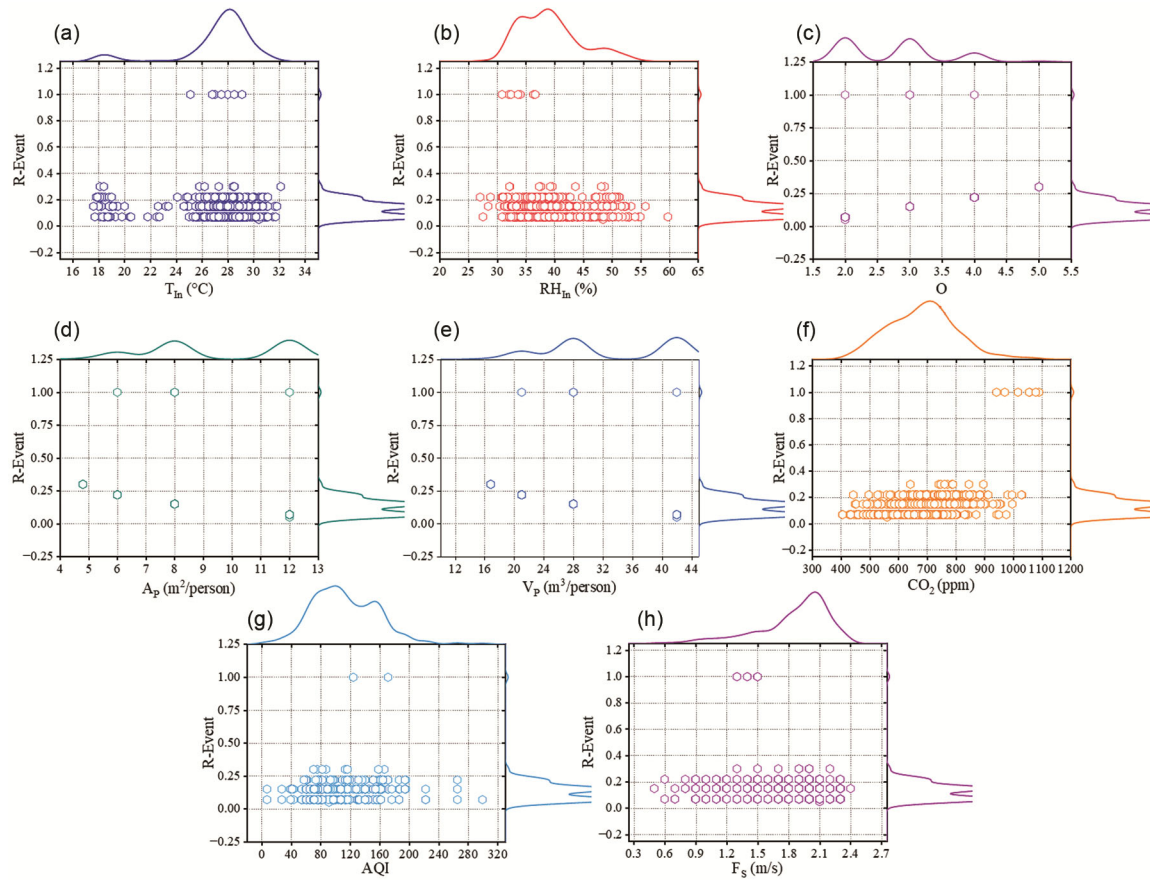 (a)
1.2
1.0
0.8
0.6
0.4
0.2
0.0
−0.2
R-Event
16 18 20 22 24 26 28 30 32 34
T_In (°C)
(b)
1.2
1.0
0.8
0.6
0.4
0.2
0.0
−0.2
R-Event
20 25 30 35 40 45 50 55 60 65
RH_In (%)
(c)
1.25
1.00
0.75
0.50
0.25
0.00
−0.25
R-Event
1.5 2.0 2.5 3.0 3.5 4.0 4.5 5.0 5.5
O
(d)
1.25
1.00
0.75
0.50
0.25
0.00
−0.25
R-Event
4 5 6 7 8 9 10 11 12 13
A_P (m²/person)
(e)
1.25
1.00
0.75
0.50
0.25
0.00
−0.25
R-Event
12 16 20 24 28 32 36 40 44
V_P (m³/person)
(f)
1.2
1.0
0.8
0.6
0.4
0.2
0.0
−0.2
R-Event
300 400 500 600 700 800 900 1000 1100 1200
CO₂ (ppm)
(g)
1.25
1.00
0.75
0.50
0.25
0.00
−0.25
R-Event
0 40 80 120 160 200 240 280 320
AQI
(h)
1.2
1.0
0.8
0.6
0.4
0.2
0.0
−0.2
R-Event
0.3 0.6 0.9 1.2 1.5 1.8 2.1 2.4 2.7
F_S (m/s)